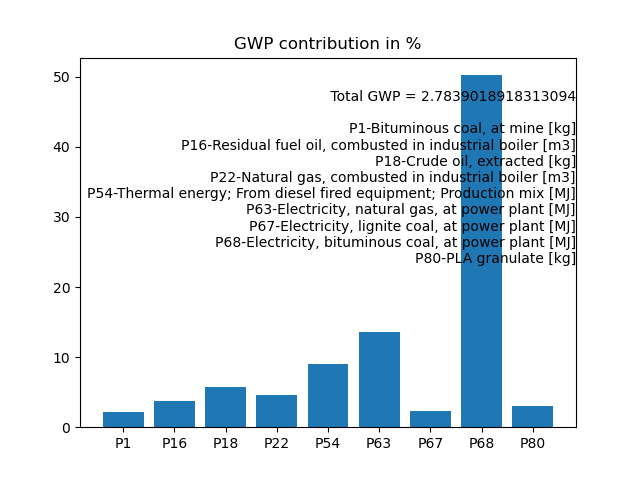 GWP contribution in %
50
40
30
20
10
0
Total GWP = 2.7839018918313094
P1-Bituminous coal, at mine [kg]
P16-Residual fuel oil, combusted in industrial boiler [m3]
P18-Crude oil, extracted [kg]
P22-Natural gas, combusted in industrial boiler [m3]
P54-Thermal energy; From diesel fired equipment; Production mix [MJ]
P63-Electricity, natural gas, at power plant [MJ]
P67-Electricity, lignite coal, at power plant [MJ]
P68-Electricity, bituminous coal, at power plant [MJ]
P80-PLA granulate [kg]
P1 P16 P18 P22 P54 P63 P67 P68 P80